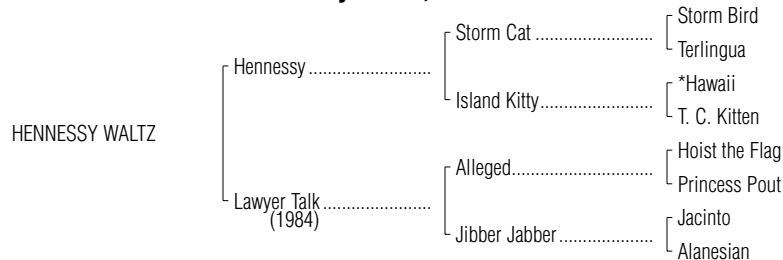 Storm Bird
Storm Cat ..............................
Terlingua
Hennessy ...............................
*Hawaii
Island Kitty............................
T. C. Kitten
HENNESSY WALTZ
Hoist the Flag
Alleged...................................
Princess Pout
Lawyer Talk ...........................
(1984)
Jacinto
Jibber Jabber ........................
Alanesian